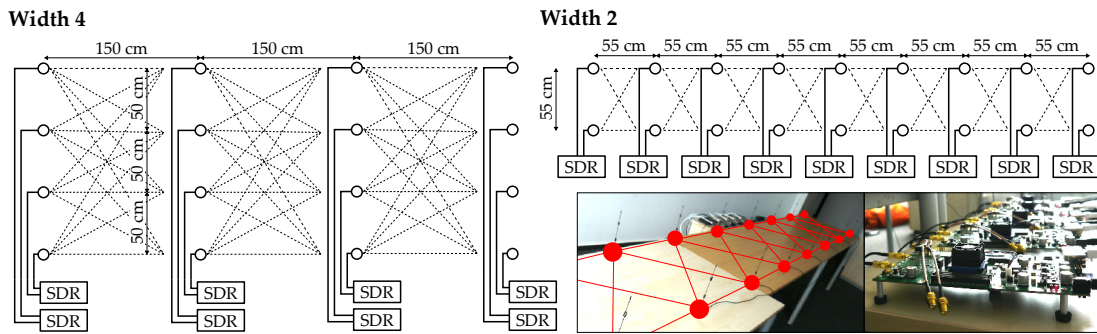 Width 4
150 cm 150 cm 150 cm
50 cm
50 cm
50 cm
SDR SDR SDR SDR
SDR SDR SDR SDR
Width 2
55 cm 55 cm 55 cm 55 cm 55 cm 55 cm 55 cm 55 cm
55 cm
SDR SDR SDR SDR SDR SDR SDR SDR SDR